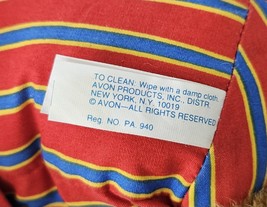 TO CLEAN: Wipe with a damp cloth.
AVON PRODUCTS, INC., DISTR.
NEW YORK, N.Y. 10019
© AVON—ALL RIGHTS RESERVED
Reg. NO. PA. 940